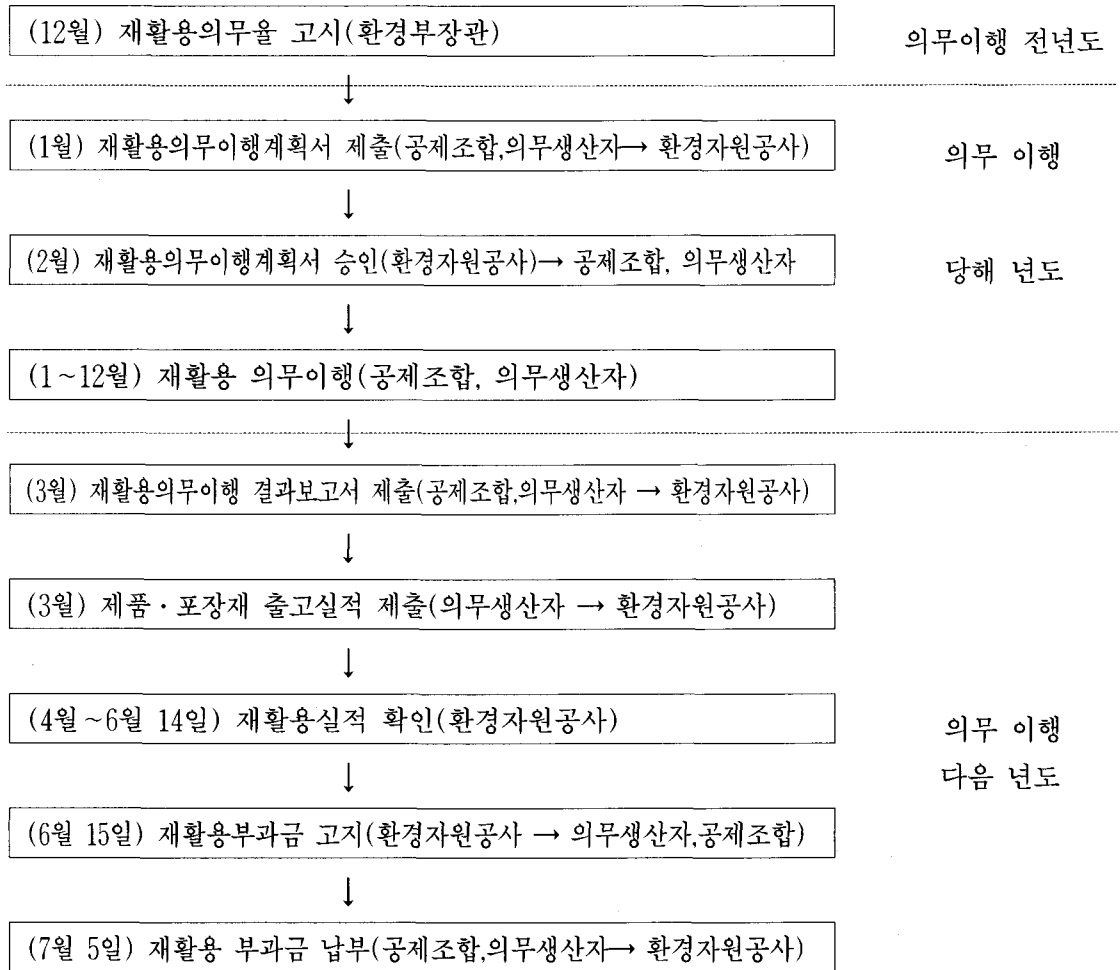 (12월) 재활용의무율 고시(환경부장관)
의무이행 전년도
↓
(1월) 재활용의무이행계획서 제출(공제조합,의무생산자→ 환경자원공사)
의무 이행
↓
(2월) 재활용의무이행계획서 승인(환경자원공사)→ 공제조합, 의무생산자
당해 년도
↓
(1~12월) 재활용 의무이행(공제조합, 의무생산자)
↓
(3월) 재활용의무이행 결과보고서 제출(공제조합,의무생산자 → 환경자원공사)
↓
(3월) 제품·포장재 출고실적 제출(의무생산자 → 환경자원공사)
↓
(4월~6월 14일) 재활용실적 확인(환경자원공사)
의무 이행
다음 년도
↓
(6월 15일) 재활용부과금 고지(환경자원공사 → 의무생산자,공제조합)
↓
(7월 5일) 재활용 부과금 납부(공제조합,의무생산자→ 환경자원공사)